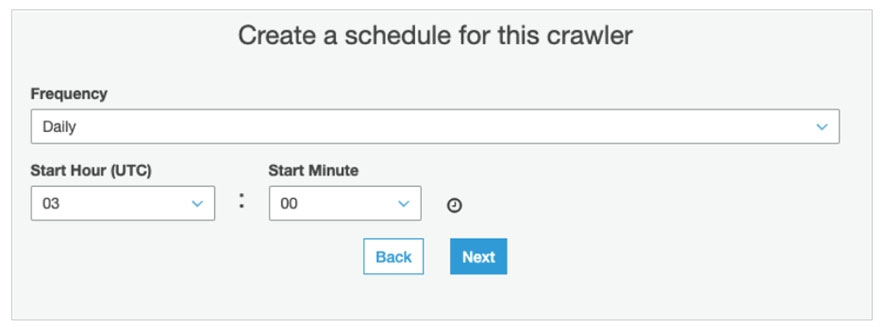 Create a schedule for this crawler
Frequency
Daily
Start Hour (UTC) Start Minute
03 : 00
Back Next